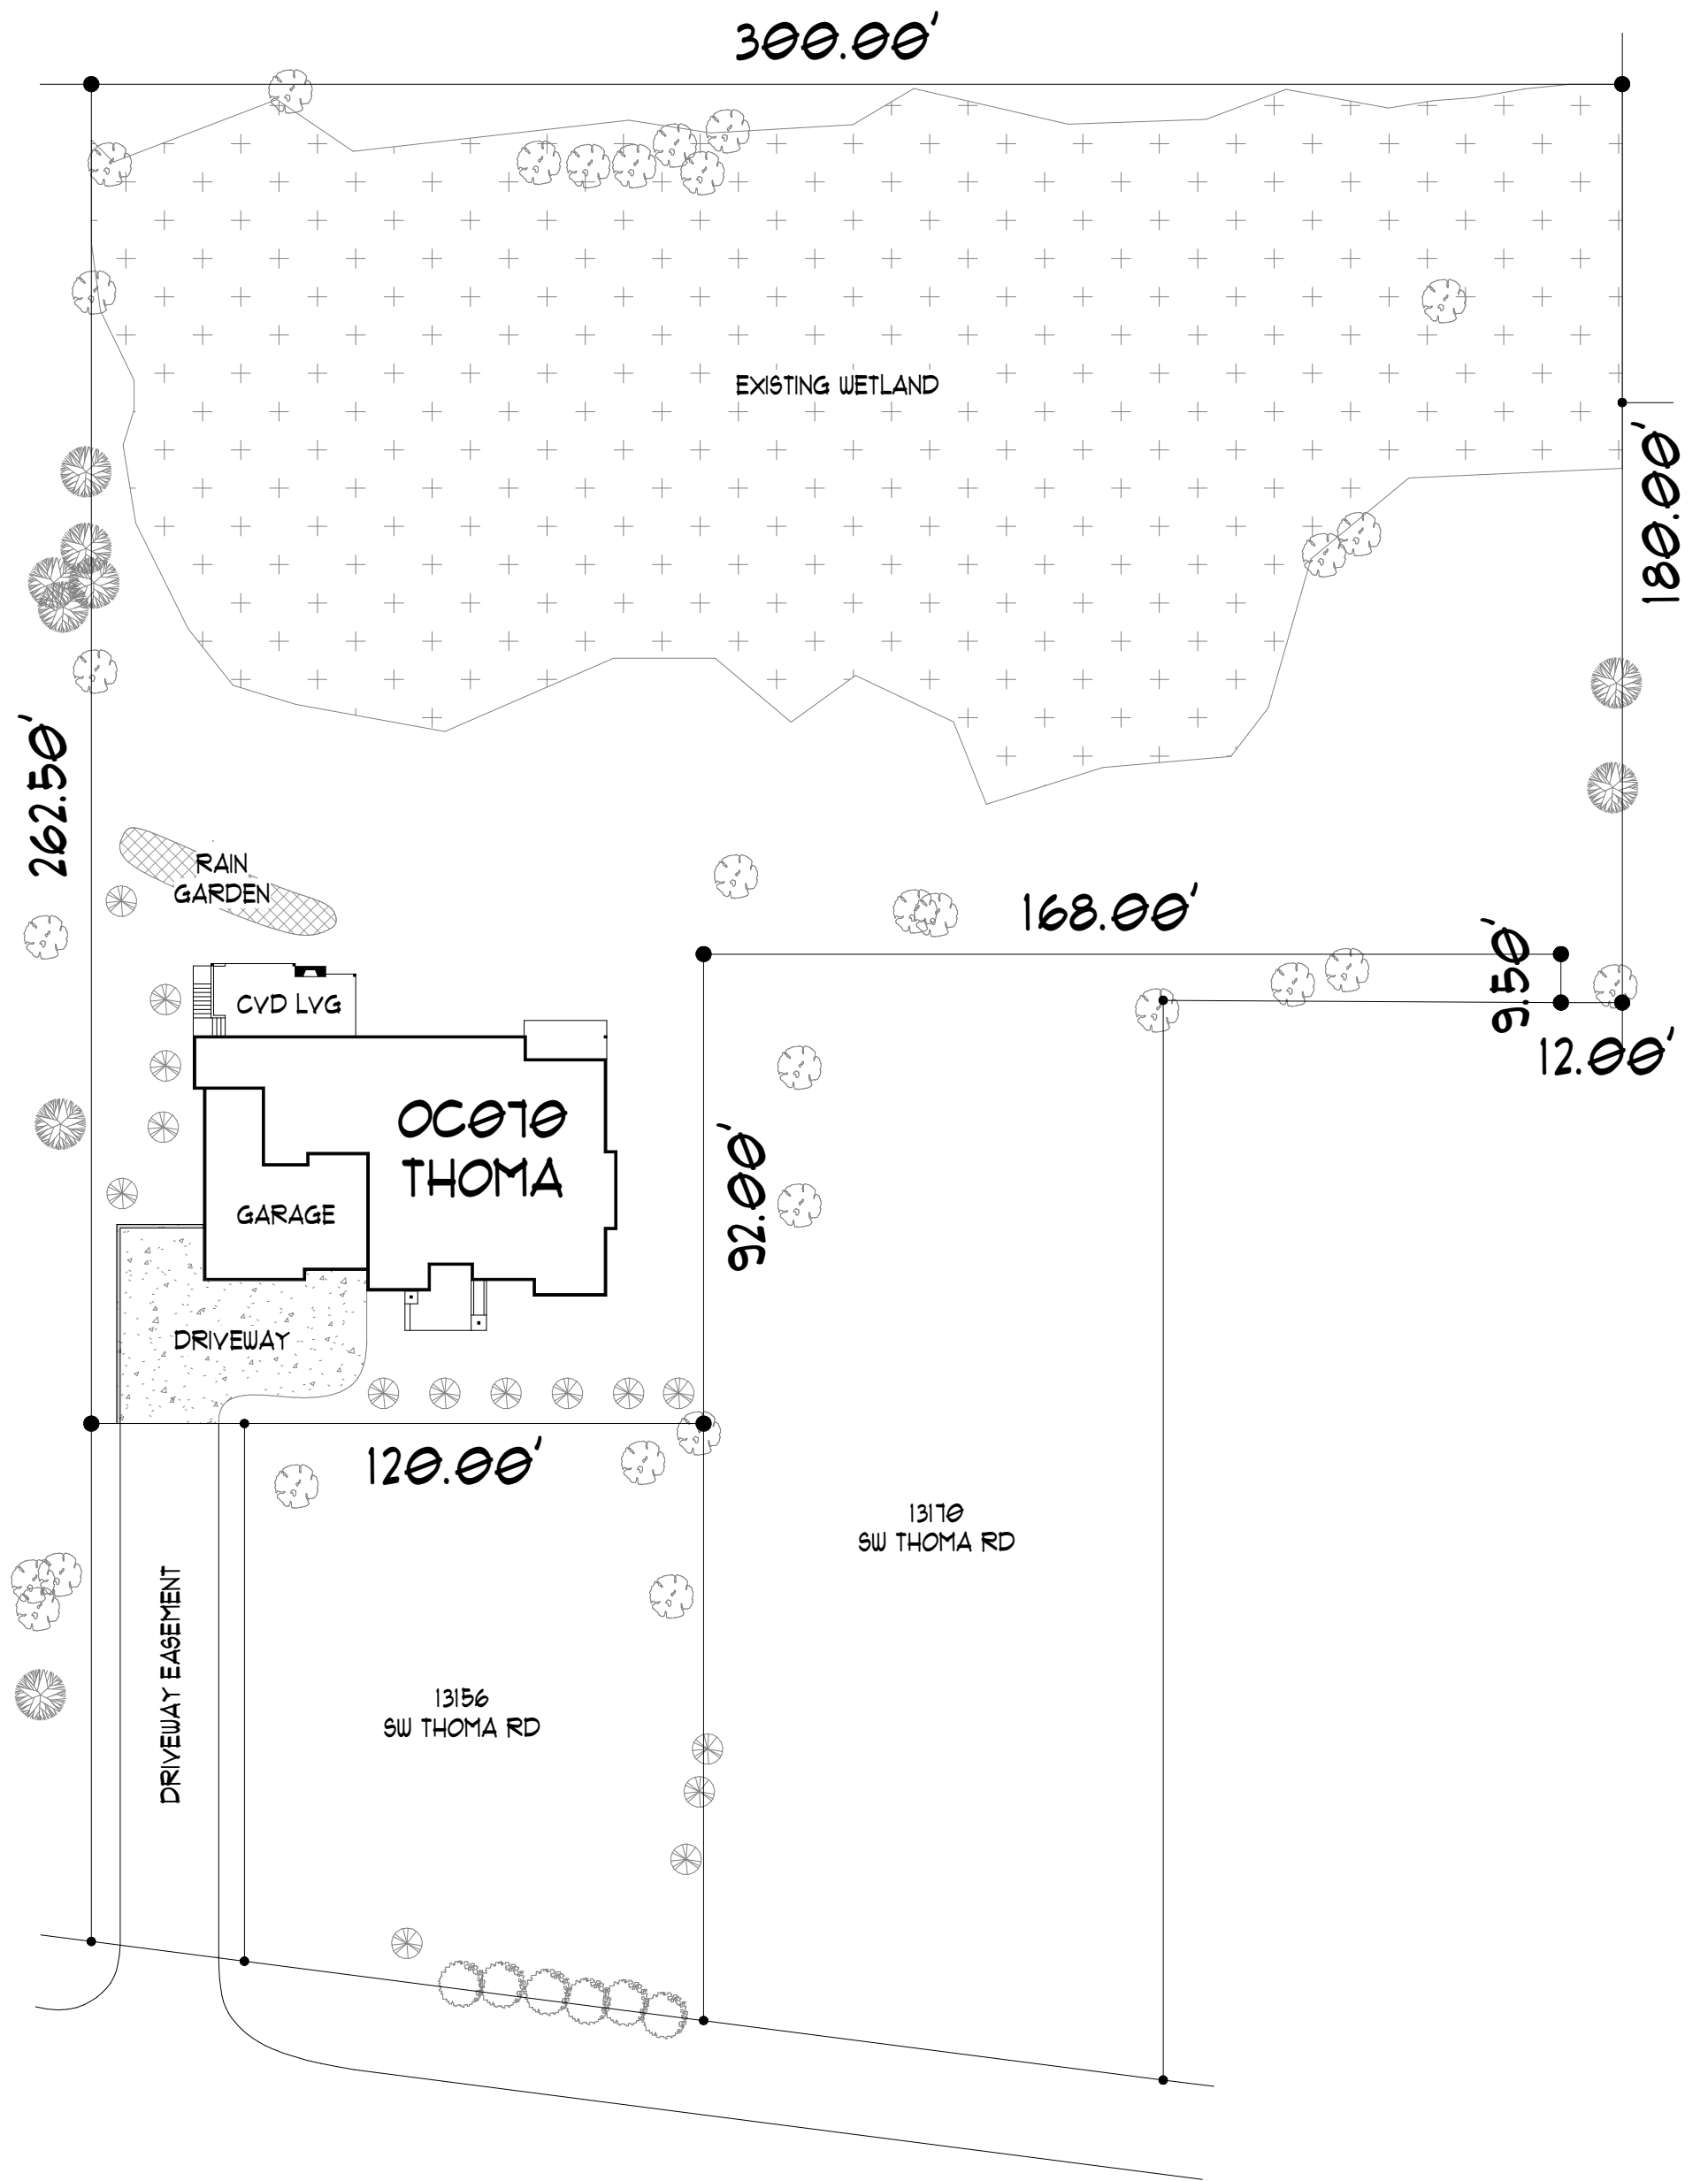 300.00'
EXISTING WETLAND
180.00'
262.50'
RAIN
GARDEN
168.00'
9.50'
12.00'
CVD LVG
OC070
THOMA
92.00'
GARAGE
DRIVEWAY
120.00'
13170
SW THOMA RD
DRIVEWAY EASEMENT
13156
SW THOMA RD